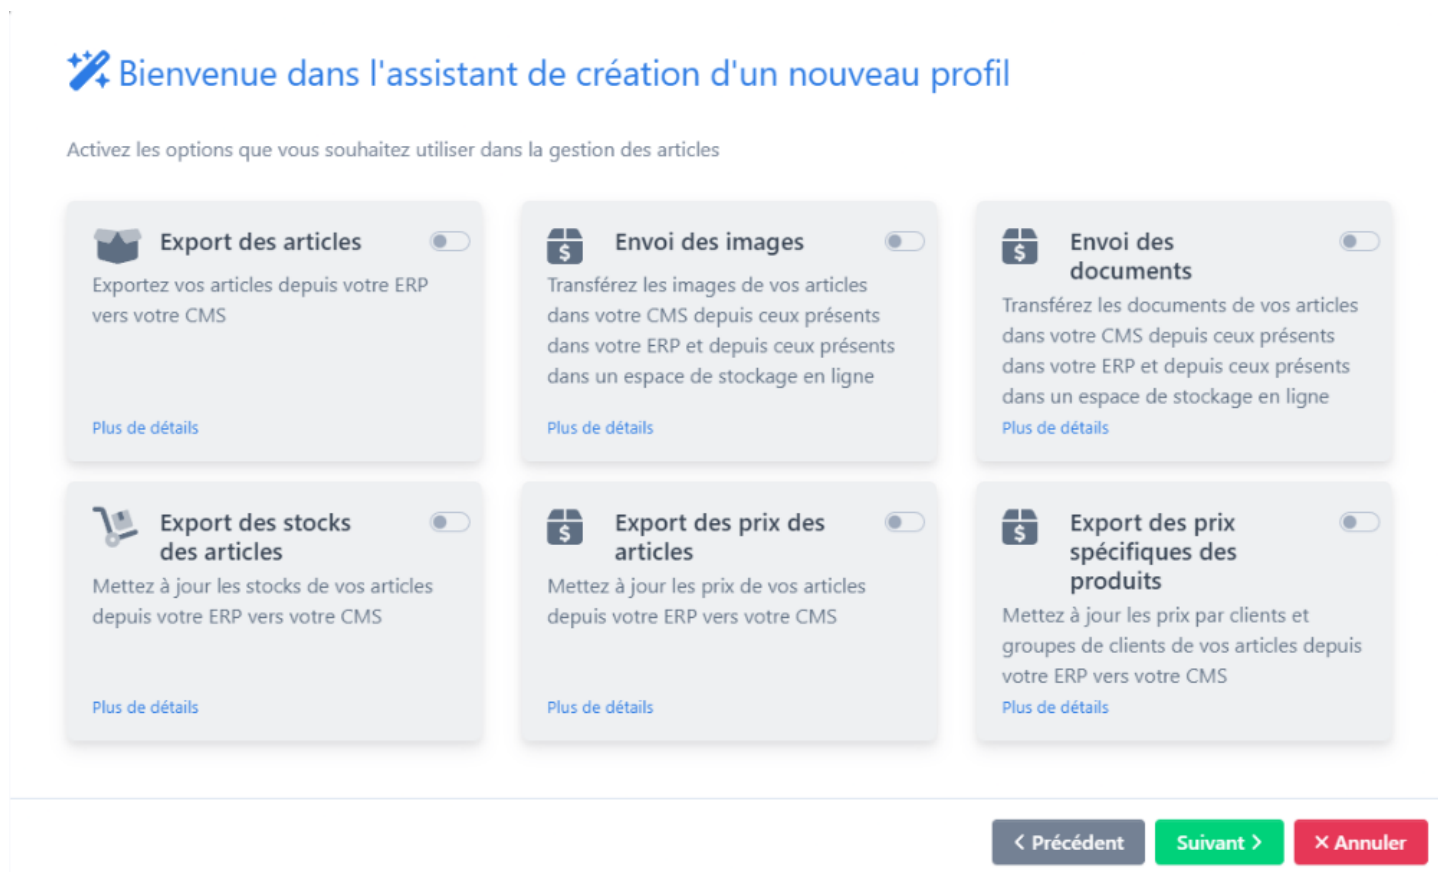 Bienvenue dans l'assistant de création d'un nouveau profil
Activez les options que vous souhaitez utiliser dans la gestion des articles
Export des articles
Exportez vos articles depuis votre ERP
vers votre CMS
Plus de détails
Envoi des images
Transférez les images de vos articles
dans votre CMS depuis ceux présents
dans votre ERP et depuis ceux présents
dans un espace de stockage en ligne
Plus de détails
Envoi des
documents
Transférez les documents de vos articles
dans votre CMS depuis ceux présents
dans votre ERP et depuis ceux présents
dans un espace de stockage en ligne
Plus de détails
Export des stocks
des articles
Mettez à jour les stocks de vos articles
depuis votre ERP vers votre CMS
Plus de détails
Export des prix des
articles
Mettez à jour les prix de vos articles
depuis votre ERP vers votre CMS
Plus de détails
Export des prix
spécifiques des
produits
Mettez à jour les prix par clients et
groupes de clients de vos articles depuis
votre ERP vers votre CMS
Plus de détails
Précédent
Suivant
Annuler